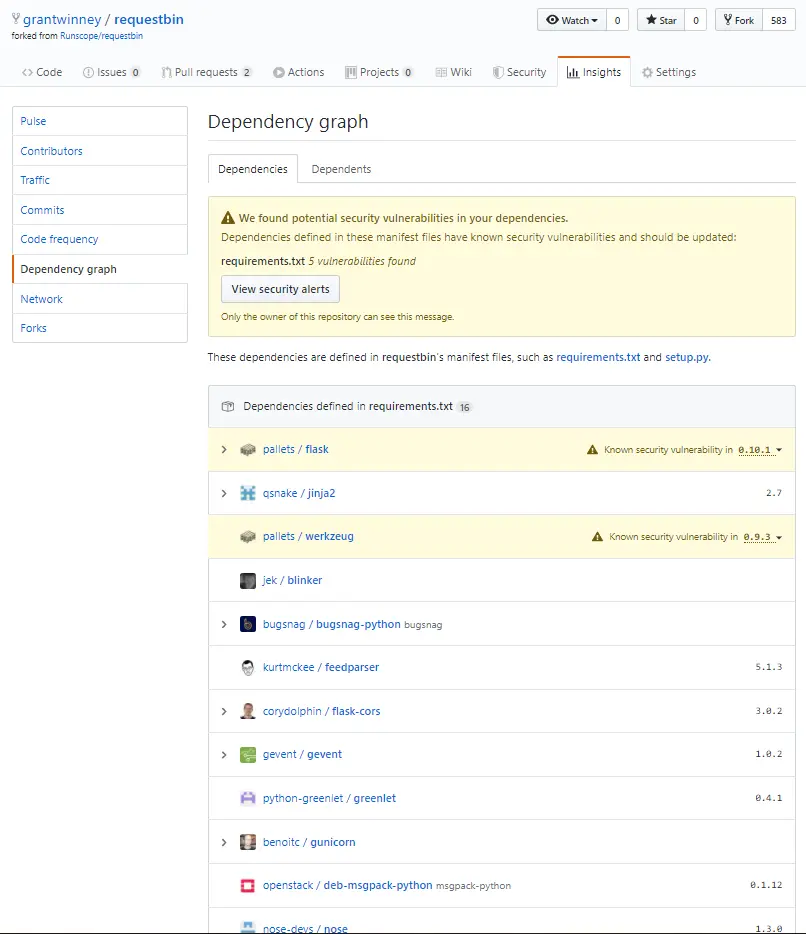 grantwinney / requestbin
Watch 0 Star 0 Fork 583
forked from Runscope/requestbin
Code Issues 0 Pull requests 2 Actions Projects 0 Wiki Security Insights Settings
Pulse
Contributors
Traffic
Commits
Code frequency
Dependency graph
Network
Forks
Dependency graph
Dependencies Dependents
We found potential security vulnerabilities in your dependencies.
Dependencies defined in these manifest files have known security vulnerabilities and should be updated:
requirements.txt 5 vulnerabilities found
View security alerts
Only the owner of this repository can see this message.
These dependencies are defined in requestbin's manifest files, such as requirements.txt and setup.py.
Dependencies defined in requirements.txt 16
pallets / flask Known security vulnerability in 0.10.1
qsnake / jinja2 2.7
pallets / werkzeug Known security vulnerability in 0.9.3
jek / blinker
bugsnag / bugsnag-python bugsnag
kurtmckee / feedparser 5.1.3
corydolphin / flask-cors 3.0.2
gevent / gevent 1.0.2
python-greenlet / greenlet 0.4.1
benoitc / gunicorn
openstack / deb-msgpack-python msgpack-python 0.1.12
nose-devs / nose 1.3.0